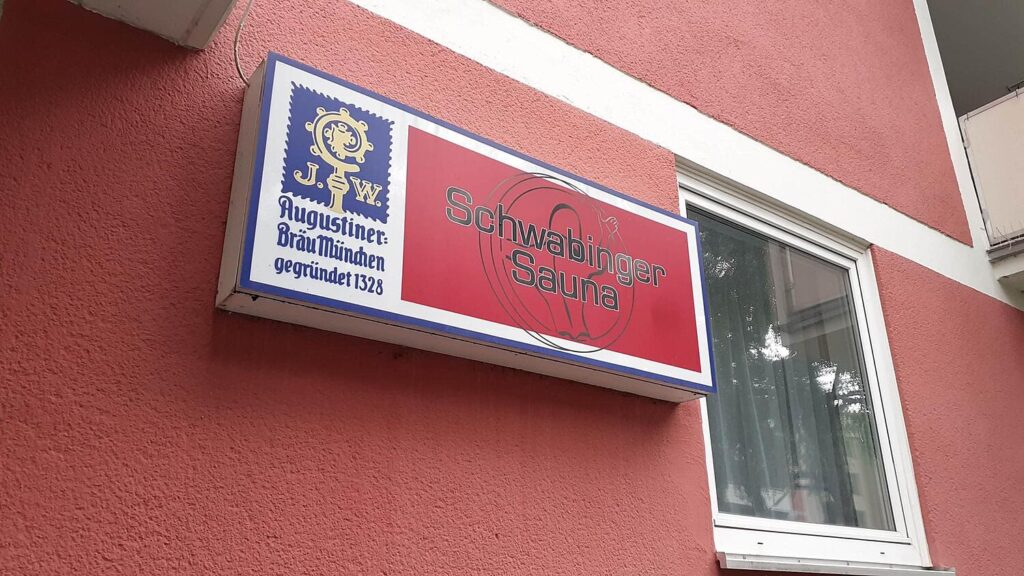 J. W.
Augustiner-
Bräu München
gegründet 1328
Schwabinger
Sauna